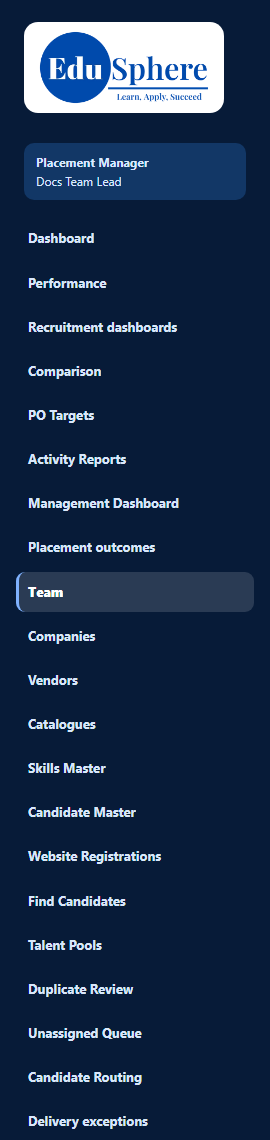 EduSphere
Learn. Apply, Succeed
Placement Manager
Docs Team Lead
Dashboard
Performance
Recruitment dashboards
Comparison
PO Targets
Activity Reports
Management Dashboard
Placement outcomes
Team
Companies
Vendors
Catalogues
Skills Master
Candidate Master
Website Registrations
Find Candidates
Talent Pools
Duplicate Review
Unassigned Queue
Candidate Routing
Delivery exceptions